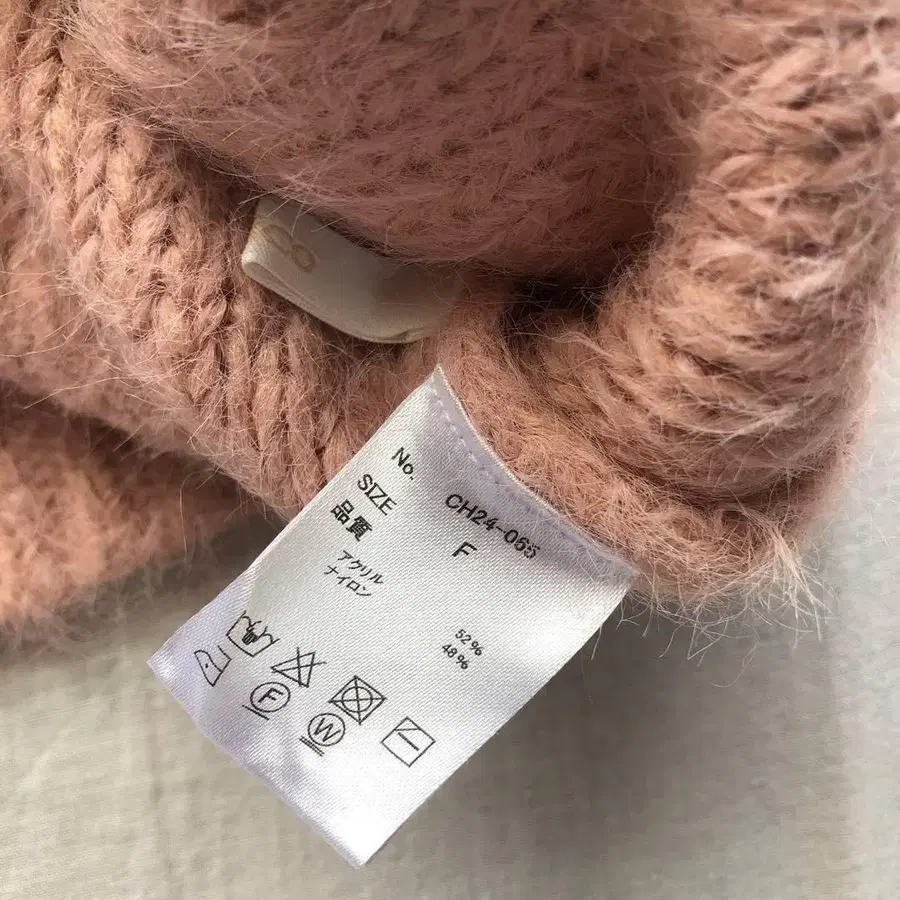 No. CH24-065
SIZE F
品質
アクリル 52%
ナイロン 48%
F
W